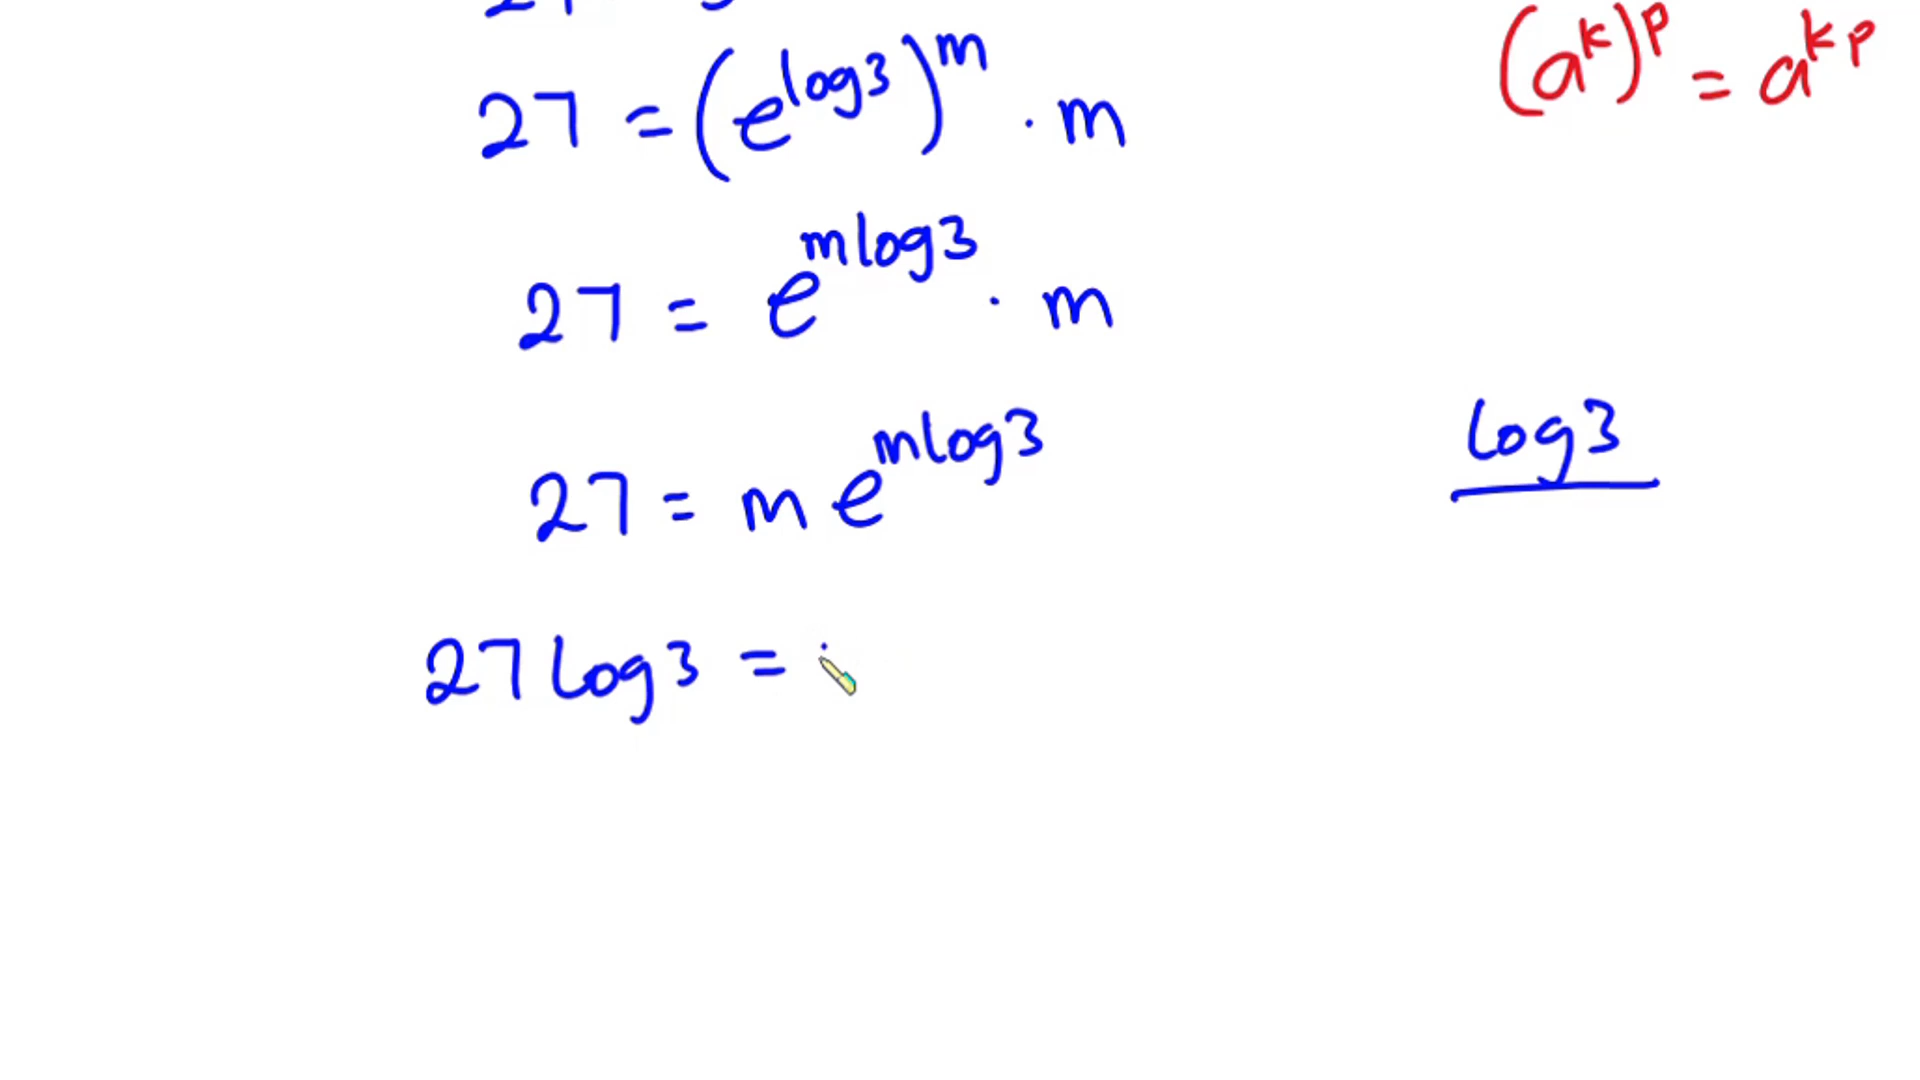 27 = (e^{log3})^m · m
(a^k)^p = a^{kp}
27 = e^{mlog3} · m
27 = m e^{mlog3}
log3
27 log3 =